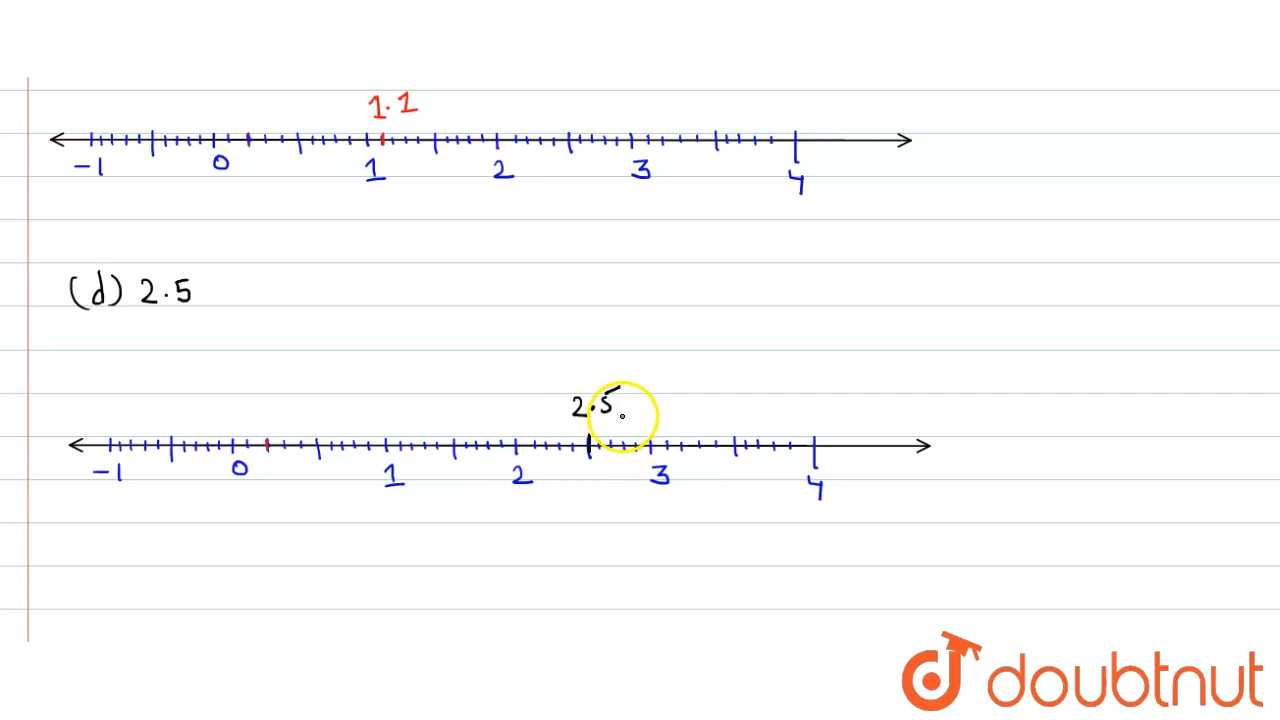 1.1
-1 0 1 2 3 4
(d) 2.5
2.5
-1 0 1 2 3 4
doubtnut